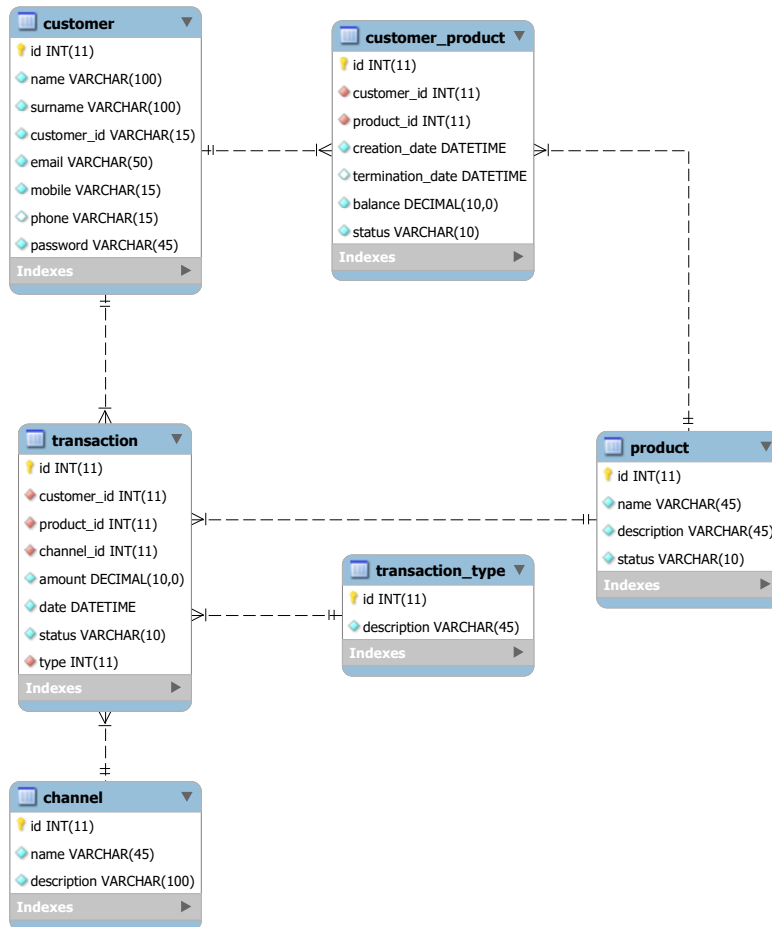 customer
id INT(11)
name VARCHAR(100)
surname VARCHAR(100)
customer_id VARCHAR(15)
email VARCHAR(50)
mobile VARCHAR(15)
phone VARCHAR(15)
password VARCHAR(45)
Indexes
customer_product
id INT(11)
customer_id INT(11)
product_id INT(11)
creation_date DATETIME
termination_date DATETIME
balance DECIMAL(10,0)
status VARCHAR(10)
Indexes
transaction
id INT(11)
customer_id INT(11)
product_id INT(11)
channel_id INT(11)
amount DECIMAL(10,0)
date DATETIME
status VARCHAR(10)
type INT(11)
Indexes
product
id INT(11)
name VARCHAR(45)
description VARCHAR(45)
status VARCHAR(10)
Indexes
transaction_type
id INT(11)
description VARCHAR(45)
Indexes
channel
id INT(11)
name VARCHAR(45)
description VARCHAR(100)
Indexes